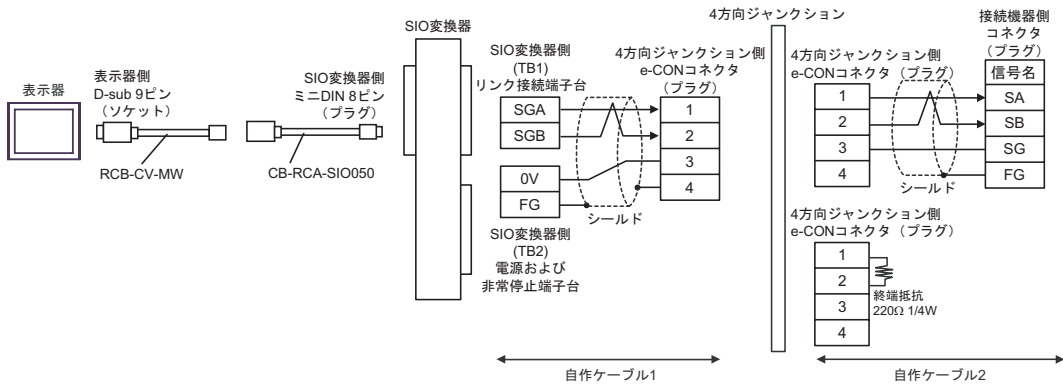 表示器
表示器側
D-sub 9ピン
（ソケット）
RCB-CV-MW
SIO変換器側
ミニDIN 8ピン
（プラグ）
CB-RCA-SIO050
SIO変換器
SIO変換器側
(TB1)
リンク接続端子台
SGA
SGB
0V
FG
SIO変換器側
(TB2)
電源および
非常停止端子台
シールド
4方向ジャンクション側
e-CONコネクタ
（プラグ）
1
2
3
4
自作ケーブル1
4方向ジャンクション
4方向ジャンクション側
e-CONコネクタ（プラグ）
1
2
3
4
シールド
接続機器側
コネクタ
（プラグ）
信号名
SA
SB
SG
FG
4方向ジャンクション側
e-CONコネクタ（プラグ）
1
2
3
4
終端抵抗
220Ω 1/4W
自作ケーブル2